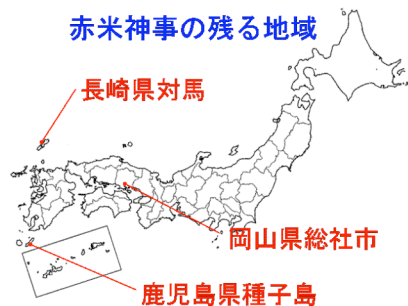 赤米神事の残る地域
長崎県対馬
岡山県総社市
鹿児島県種子島